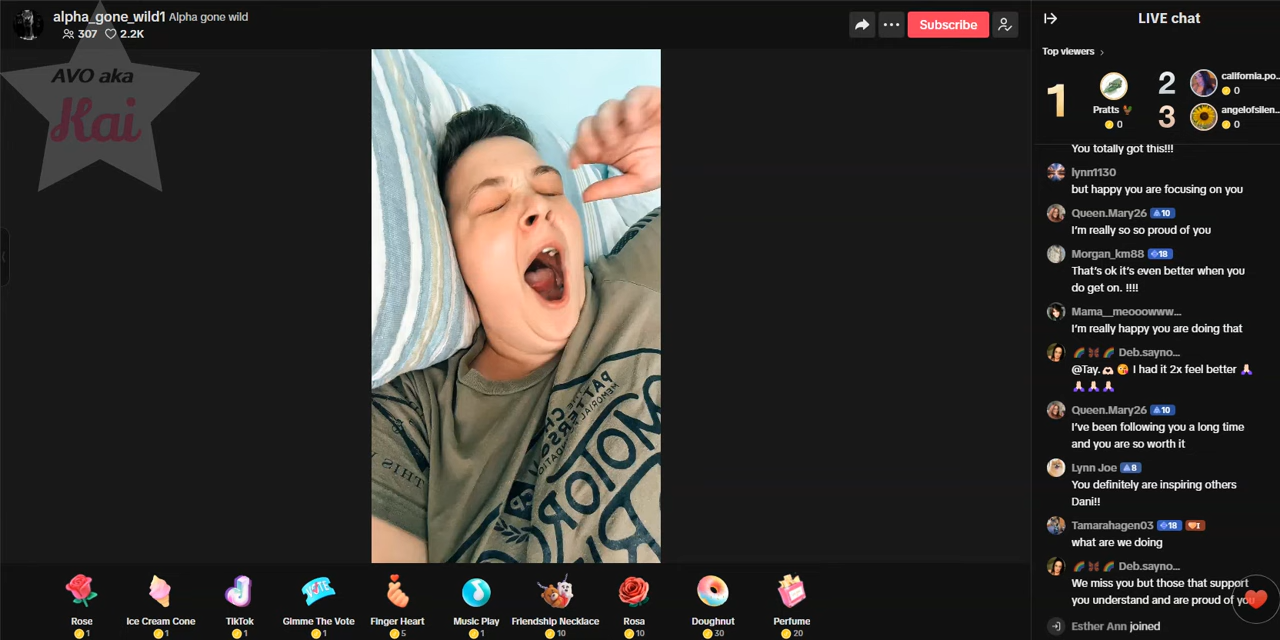 alpha_gone_wild1 Alpha gone wild
307 2.2K
Subscribe
AVO aka
Kai
LIVE chat
Top viewers
1
Pratts
0
2
california.po...
0
3
angelofsilen...
0
You totally got this!!!
lynn1130
but happy you are focusing on you
Queen.Mary26 10
I'm really so so proud of you
Morgan_km88 18
That's ok it's even better when you
do get on. !!!!
Mama__meooowww...
I'm really happy you are doing that
Deb.sayno...
@Tay. I had it 2x feel better
Queen.Mary26 10
I've been following you a long time
and you are so worth it
Lynn Joe 8
You definitely are inspiring others
Dani!!
Tamarahagen03 18 I
what are we doing
Deb.sayno...
We miss you but those that support
you understand and are proud of
Esther Ann joined
THIS
MEMORIAL
MOTOR
Rose
1
Ice Cream Cone
1
TikTok
1
VOTE
Gimme The Vote
1
Finger Heart
5
Music Play
1
Friendship Necklace
10
Rosa
10
Doughnut
30
Perfume
20